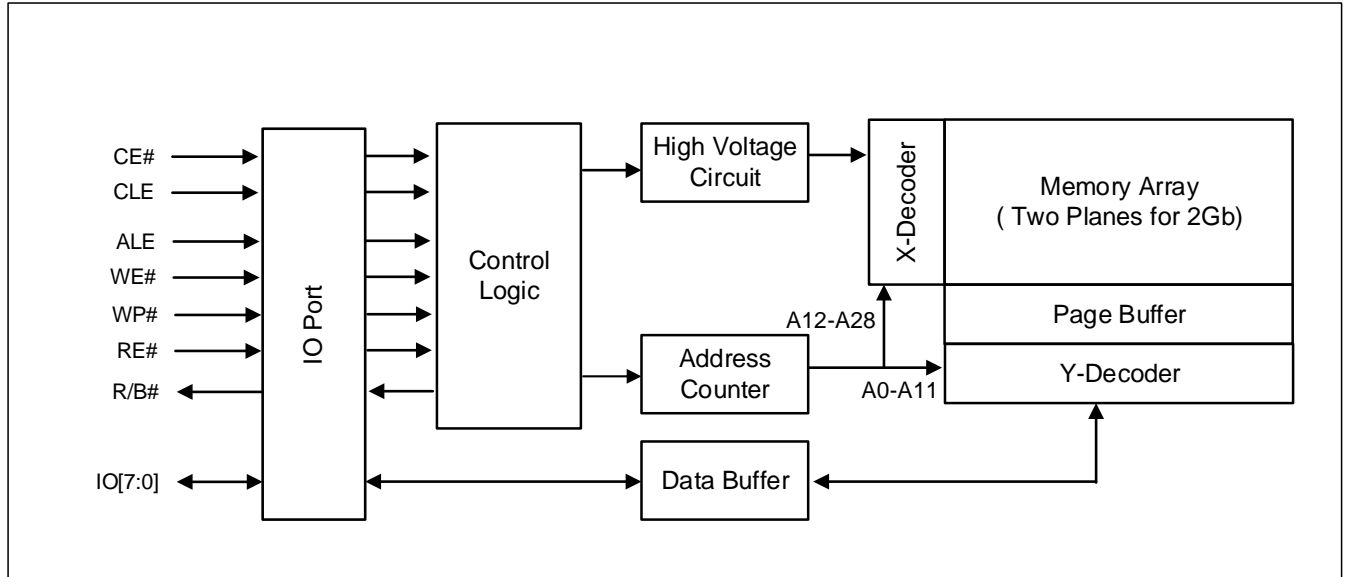 CE#
CLE
ALE
WE#
WP#
RE#
R/B#
IO[7:0]
IO Port
Control
Logic
High Voltage
Circuit
Address
Counter
Data Buffer
A12-A28
A0-A11
X-Decoder
Memory Array
( Two Planes for 2Gb)
Page Buffer
Y-Decoder